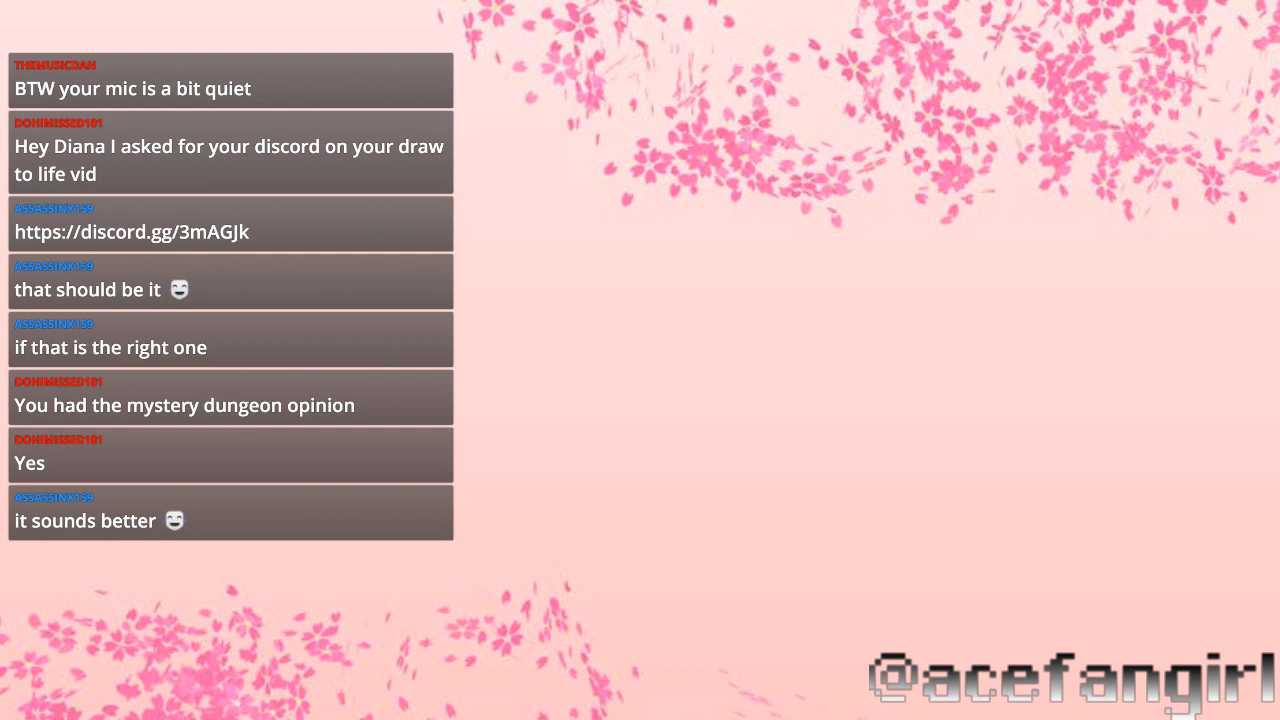 THEMUSICDAN
BTW your mic is a bit quiet
DOHIMISSED101
Hey Diana I asked for your discord on your draw
to life vid
ASSASSINX159
https://discord.gg/3mAGJk
ASSASSINX159
that should be it
ASSASSINX159
if that is the right one
DOHIMISSED101
You had the mystery dungeon opinion
DOHIMISSED101
Yes
ASSASSINX159
it sounds better
@acefangirl